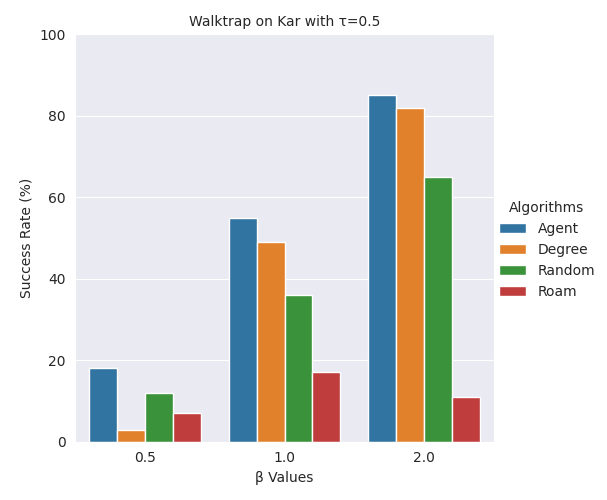 Walktrap on Kar with τ=0.5
100
80
60
40
20
0
Success Rate (%)
0.5 1.0 2.0
β Values
Algorithms
Agent
Degree
Random
Roam